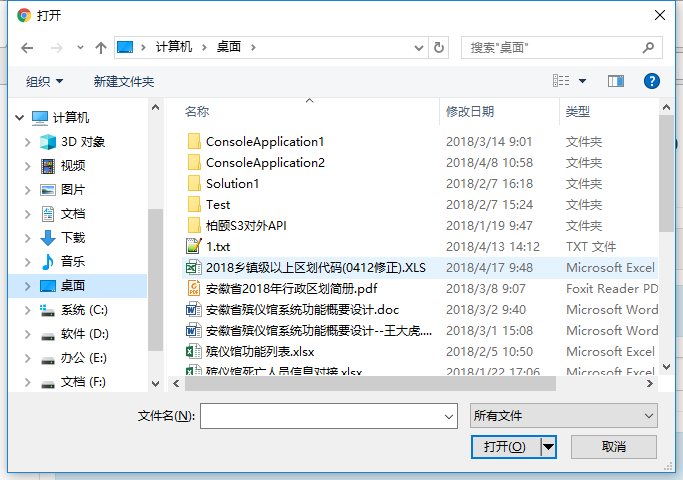 打开
计算机 桌面
搜索"桌面"
组织 新建文件夹
名称 修改日期 类型
计算机
3D 对象
视频
图片
文档
下载
音乐
桌面
系统 (C:)
软件 (D:)
办公 (E:)
文档 (F:)
ConsoleApplication1 2018/3/14 9:01 文件夹
ConsoleApplication2 2018/4/8 10:58 文件夹
Solution1 2018/2/7 16:18 文件夹
Test 2018/2/7 15:24 文件夹
柏颐S3对外API 2018/1/19 9:47 文件夹
1.txt 2018/4/13 14:12 TXT 文件
2018乡镇级以上区划代码(0412修正).XLS 2018/4/17 9:48 Microsoft Excel
安徽省2018年行政区划简册.pdf 2018/3/8 9:07 Foxit Reader PD
安徽省殡仪馆系统功能概要设计.doc 2018/3/2 9:40 Microsoft Word
安徽省殡仪馆系统功能概要设计--王大虎.... 2018/3/1 15:08 Microsoft Word
殡仪馆功能列表.xlsx 2018/2/5 10:50 Microsoft Excel
殡仪馆死亡人员信息对接.xlsx 2018/1/22 17:06 Microsoft Excel
文件名(N): 所有文件
打开(O) 取消